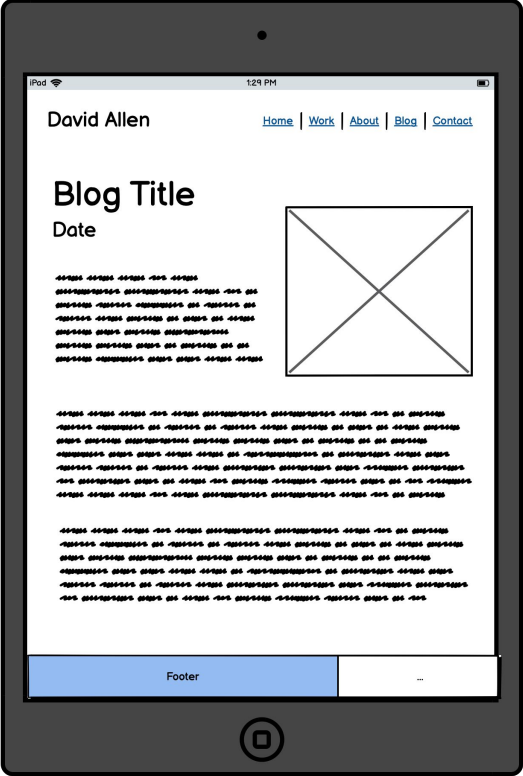 iPad 1:29 PM
David Allen Home | Work | About | Blog | Contact
Blog Title
Date
Footer ...